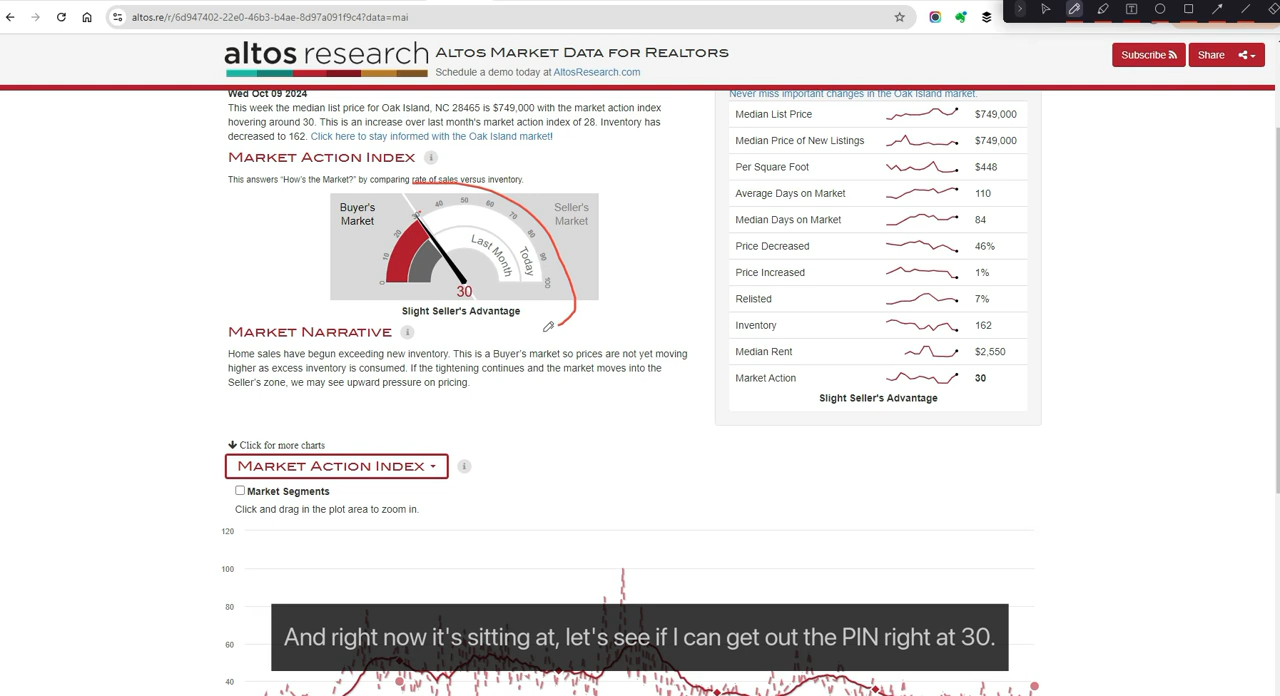 altos.re/r/6d947402-22e0-46b3-b4ae-8d97a091f9c4?data=mai
altos research
Altos Market Data for Realtors
Schedule a demo today at AltosResearch.com
Subscribe
Share
Wed Oct 09 2024
This week the median list price for Oak Island, NC 28465 is $749,000 with the market action index
hovering around 30. This is an increase over last month's market action index of 28. Inventory has
decreased to 162. Click here to stay informed with the Oak Island market!
Market Action Index i
This answers "How's the Market?" by comparing rate of sales versus inventory.
Buyer's
Market
Seller's
Market
0
10
20
30
40
50
60
70
80
90
100
Last Month
Today
30
Slight Seller's Advantage
Market Narrative i
Home sales have begun exceeding new inventory. This is a Buyer's market so prices are not yet moving
higher as excess inventory is consumed. If the tightening continues and the market moves into the
Seller's zone, we may see upward pressure on pricing.
Never miss important changes in the Oak Island market.
Median List Price $749,000
Median Price of New Listings $749,000
Per Square Foot $448
Average Days on Market 110
Median Days on Market 84
Price Decreased 46%
Price Increased 1%
Relisted 7%
Inventory 162
Median Rent $2,550
Market Action 30
Slight Seller's Advantage
Click for more charts
Market Action Index i
Market Segments
Click and drag in the plot area to zoom in.
120
100
80
60
40
And right now it's sitting at, let's see if I can get out the PIN right at 30.